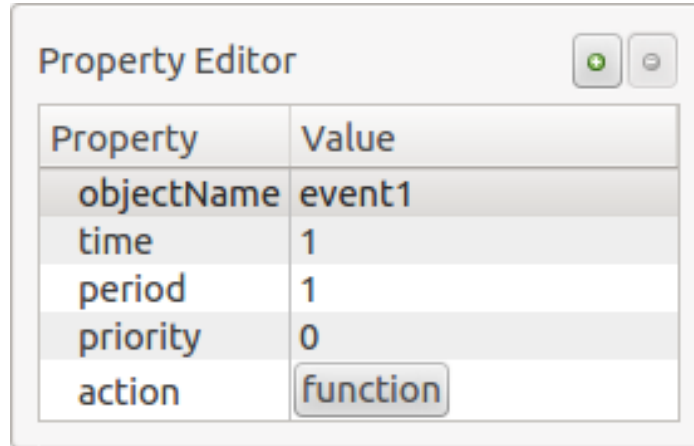 Property Editor
Property Value
objectName event1
time 1
period 1
priority 0
action function